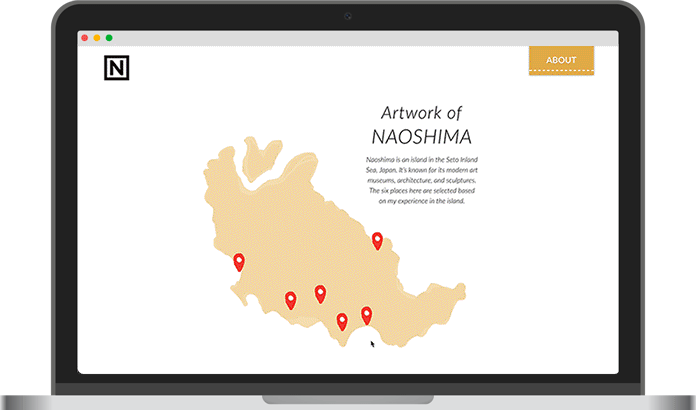 N
ABOUT
Artwork of
NAOSHIMA
Naoshima is an island in the Seto Inland
Sea, Japan. It's known for its modern art
museums, architecture, and sculptures.
The six places here are selected based
on my experience in the island.